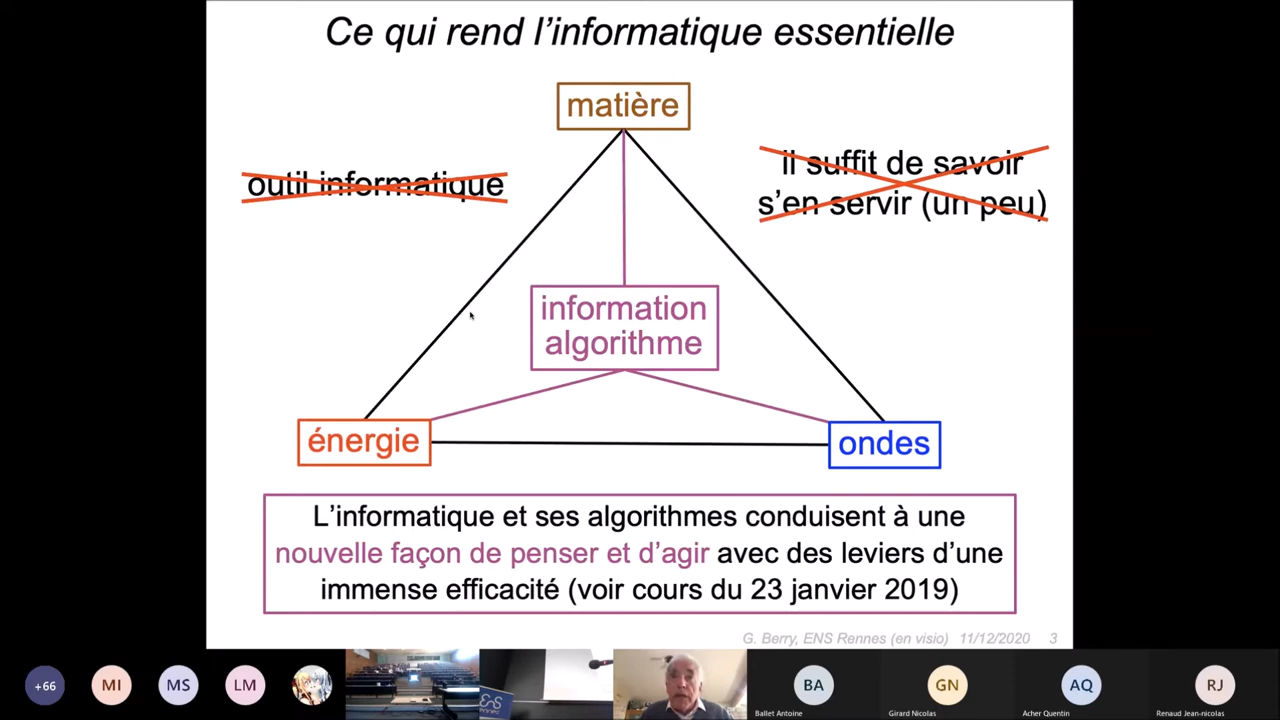 Ce qui rend l'informatique essentielle
matière
outil informatique
il suffit de savoir
s'en servir (un peu)
information
algorithme
énergie
ondes
L'informatique et ses algorithmes conduisent à une
nouvelle façon de penser et d'agir avec des leviers d'une
immense efficacité (voir cours du 23 janvier 2019)
G. Berry, ENS Rennes (en visio) 11/12/2020 3
+66
MI
MS
LM
ens
BA
GN
AQ
RJ
Ballet Antoine
Girard Nicolas
Acher Quentin
Renaud Jean-nicolas